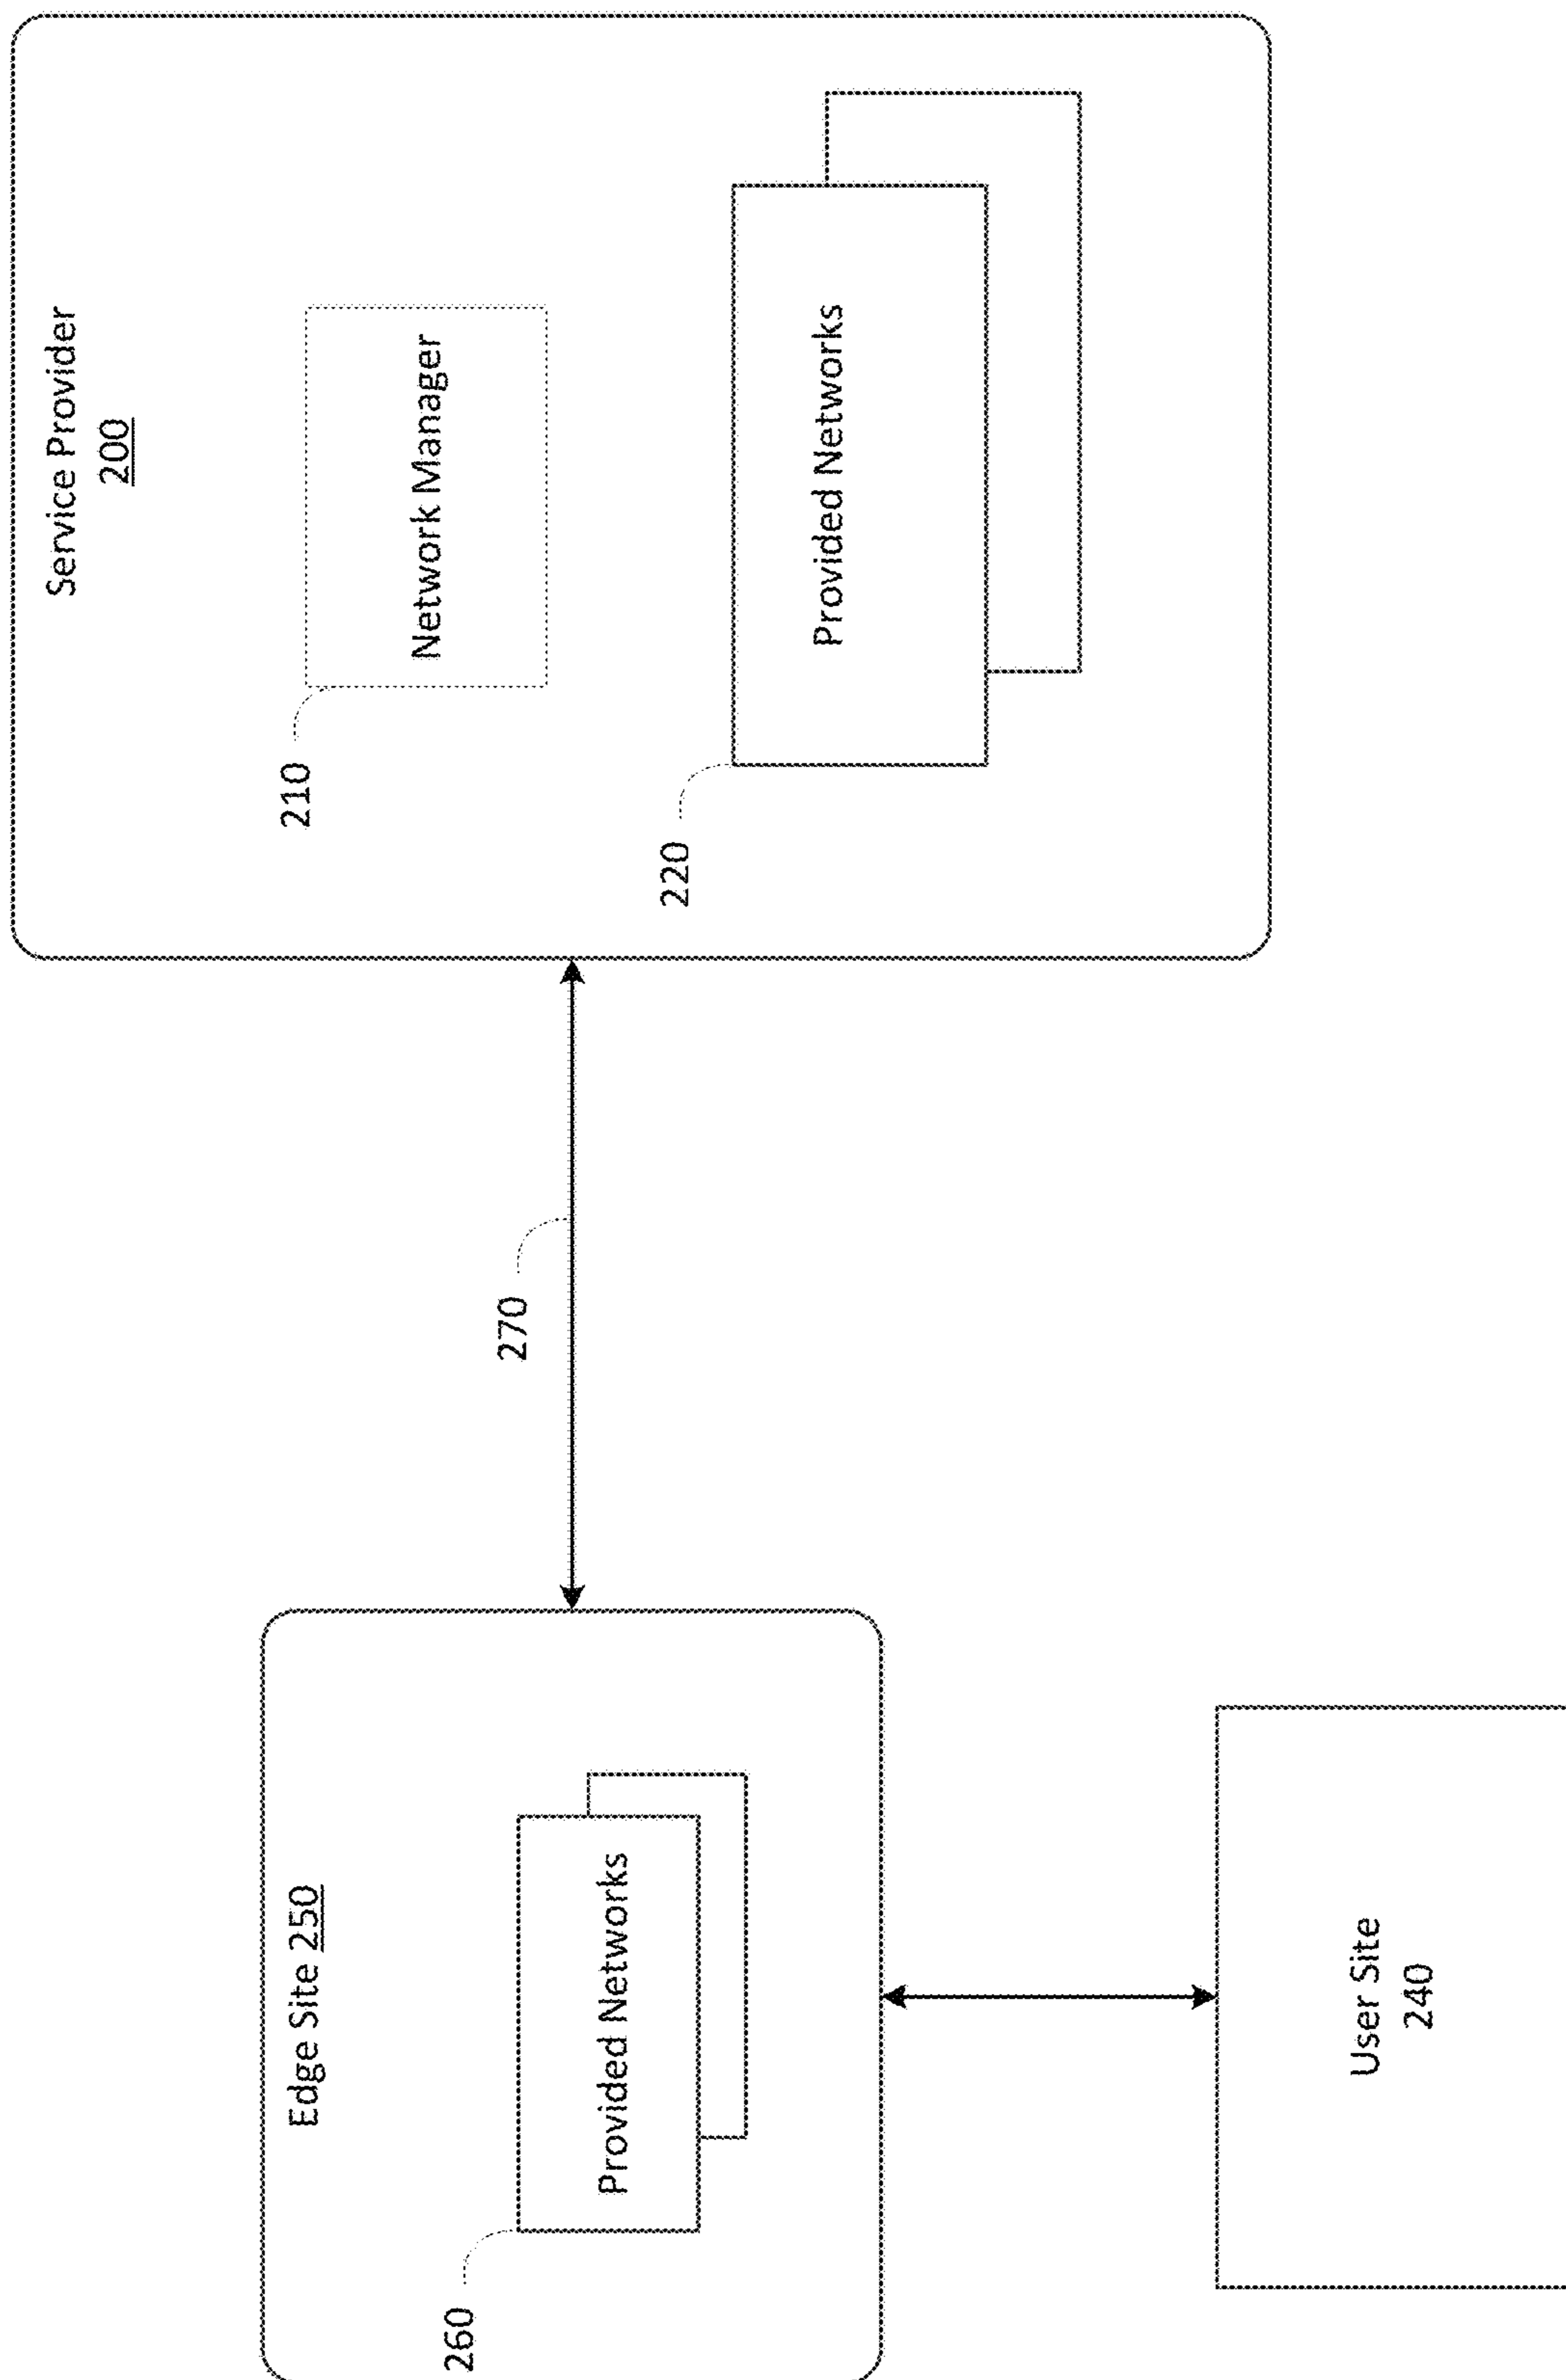 Edge Site 250
260
Provided Networks
User Site
240
270
Service Provider
200
210
Network Manager
220
Provided Networks